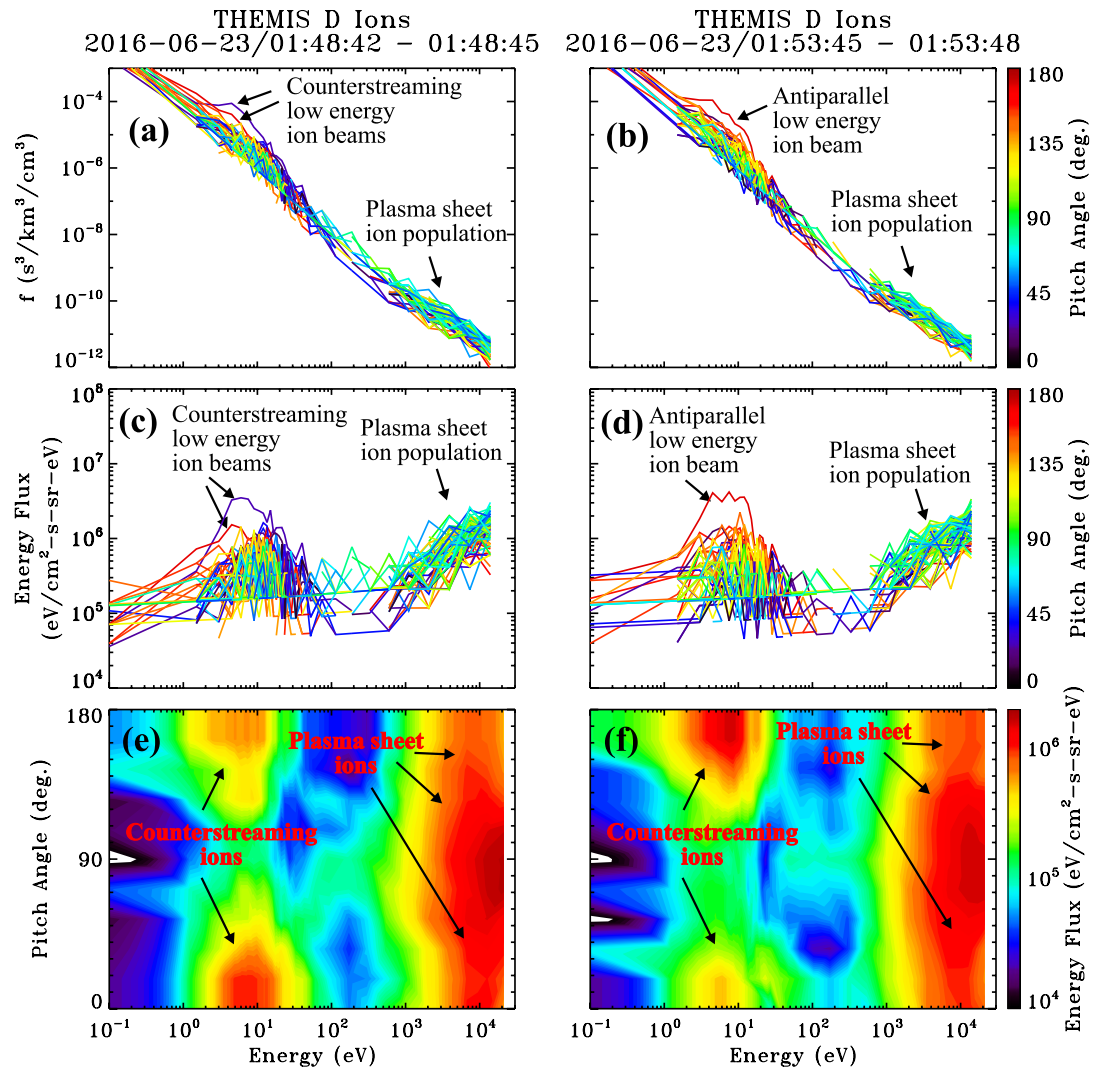 THEMIS D Ions
2016-06-23/01:48:42 - 01:48:45
THEMIS D Ions
2016-06-23/01:53:45 - 01:53:48
f (s³/km³/cm³)
10⁻⁴
10⁻⁶
10⁻⁸
10⁻¹⁰
10⁻¹²
(a)
Counterstreaming
low energy
ion beams
Plasma sheet
ion population
(b)
Antiparallel
low energy
ion beam
Plasma sheet
ion population
180
135
90
45
0
Pitch Angle (deg.)
Energy Flux
(eV/cm²-s-sr-eV)
10⁸
10⁷
10⁶
10⁵
10⁴
(c)
Counterstreaming
low energy
ion beams
Plasma sheet
ion population
(d)
Antiparallel
low energy
ion beam
Plasma sheet
ion population
180
135
90
45
0
Pitch Angle (deg.)
Pitch Angle (deg.)
180
90
0
(e)
Plasma sheet
ions
Counterstreaming
ions
(f)
Plasma sheet
ions
Counterstreaming
ions
10⁶
10⁵
10⁴
Energy Flux (eV/cm²-s-sr-eV)
10⁻¹ 10⁰ 10¹ 10² 10³ 10⁴
Energy (eV)
10⁻¹ 10⁰ 10¹ 10² 10³ 10⁴
Energy (eV)